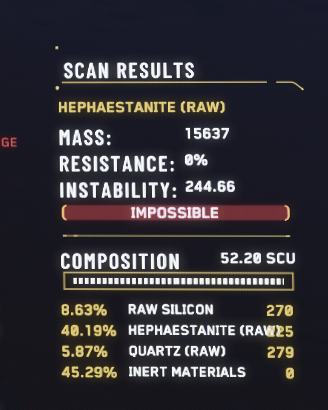 SCAN RESULTS
HEPHAESTANITE (RAW)
GE
MASS: 15637
RESISTANCE: 0%
INSTABILITY: 244.66
IMPOSSIBLE
COMPOSITION 52.20 SCU
8.63% RAW SILICON 270
40.19% HEPHAESTANITE (RAW)
5.87% QUARTZ (RAW) 279
45.29% INERT MATERIALS 0